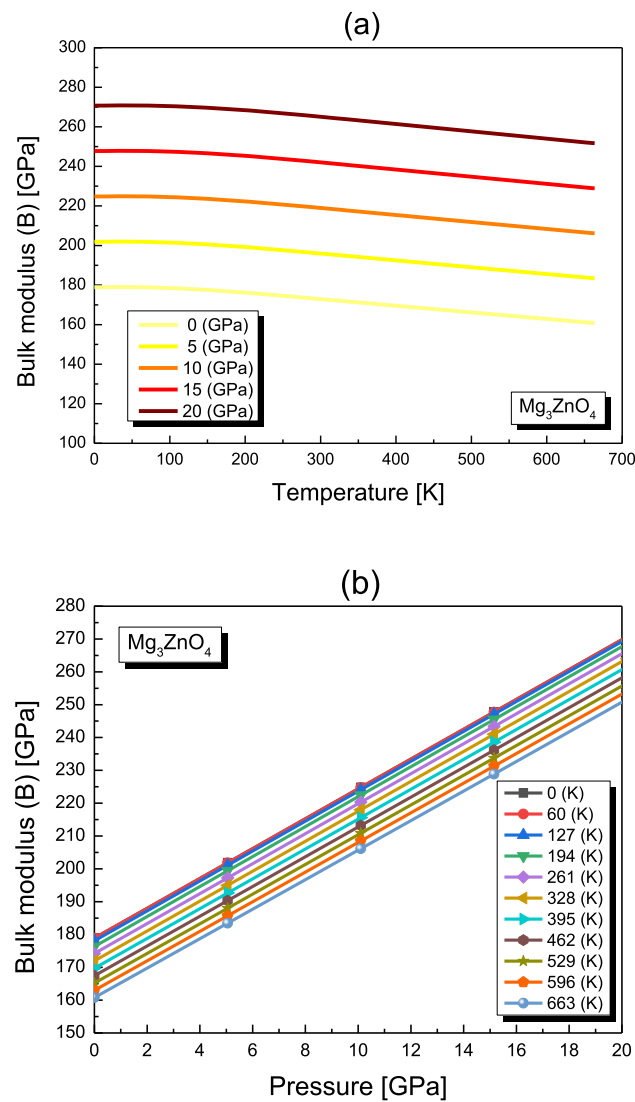 (a)
300
280
260
240
220
200
180
160
140
120
100
Bulk modulus (B) [GPa]
0 (GPa)
5 (GPa)
10 (GPa)
15 (GPa)
20 (GPa)
Mg₃ZnO₄
0 100 200 300 400 500 600 700
Temperature [K]
(b)
280
270
260
250
240
230
220
210
200
190
180
170
160
150
Bulk modulus (B) [GPa]
Mg₃ZnO₄
0 (K)
60 (K)
127 (K)
194 (K)
261 (K)
328 (K)
395 (K)
462 (K)
529 (K)
596 (K)
663 (K)
0 2 4 6 8 10 12 14 16 18 20
Pressure [GPa]